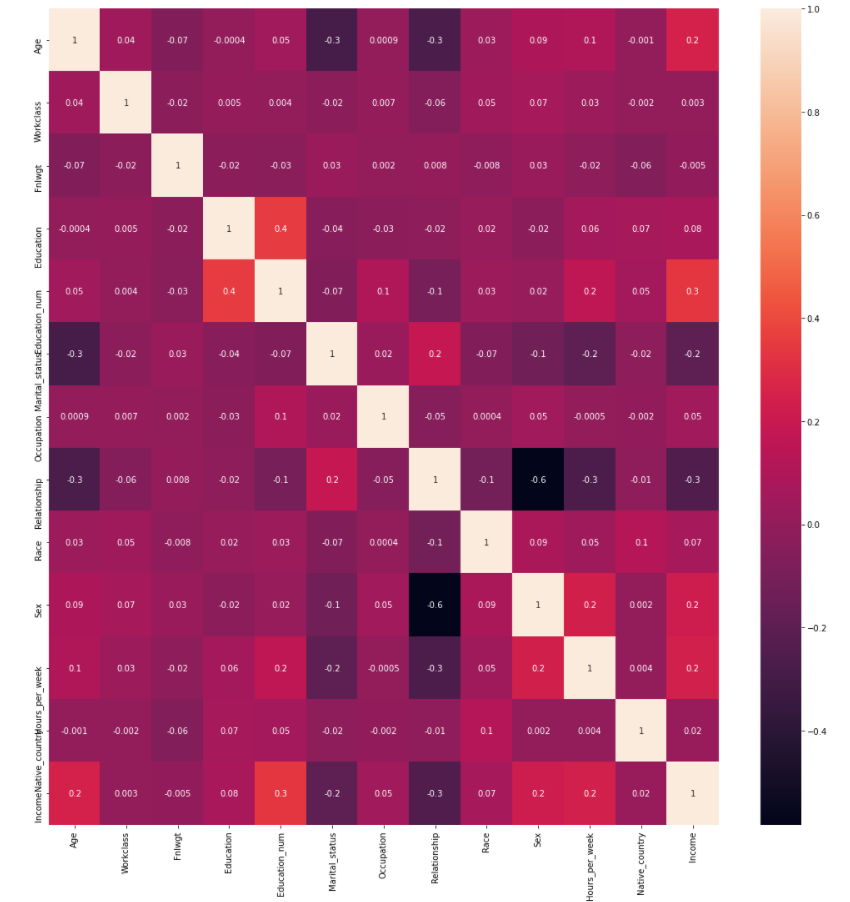 Age 1 0.04 -0.07 -0.0004 0.05 -0.3 0.0009 -0.3 0.03 0.09 0.1 -0.001 0.2
Workclass 0.04 1 -0.02 0.005 0.004 -0.02 0.007 -0.06 0.05 0.07 0.03 -0.002 0.003
Fnlwgt -0.07 -0.02 1 -0.02 -0.03 0.03 0.002 0.008 -0.008 0.03 -0.02 -0.06 -0.005
Education -0.0004 0.005 -0.02 1 0.4 -0.04 -0.03 -0.02 0.02 -0.02 0.06 0.07 0.08
Education_num 0.05 0.004 -0.03 0.4 1 -0.07 0.1 -0.1 0.03 0.02 0.2 0.05 0.3
Marital_status -0.3 -0.02 0.03 -0.04 -0.07 1 0.02 0.2 -0.07 -0.1 -0.2 -0.02 -0.2
Occupation 0.0009 0.007 0.002 -0.03 0.1 0.02 1 -0.05 0.0004 0.05 -0.0005 -0.002 0.05
Relationship -0.3 -0.06 0.008 -0.02 -0.1 0.2 -0.05 1 -0.1 -0.6 -0.3 -0.01 -0.3
Race 0.03 0.05 -0.008 0.02 0.03 -0.07 0.0004 -0.1 1 0.09 0.05 0.1 0.07
Sex 0.09 0.07 0.03 -0.02 0.02 -0.1 0.05 -0.6 0.09 1 0.2 0.002 0.2
Hours_per_week 0.1 0.03 -0.02 0.06 0.2 -0.2 -0.0005 -0.3 0.05 0.2 1 0.004 0.2
Native_country -0.001 -0.002 -0.06 0.07 0.05 -0.02 -0.002 -0.01 0.1 0.002 0.004 1 0.02
Income 0.2 0.003 -0.005 0.08 0.3 -0.2 0.05 -0.3 0.07 0.2 0.2 0.02 1
Age Workclass Fnlwgt Education Education_num Marital_status Occupation Relationship Race Sex Hours_per_week Native_country Income
1.0
0.8
0.6
0.4
0.2
0.0
−0.2
−0.4